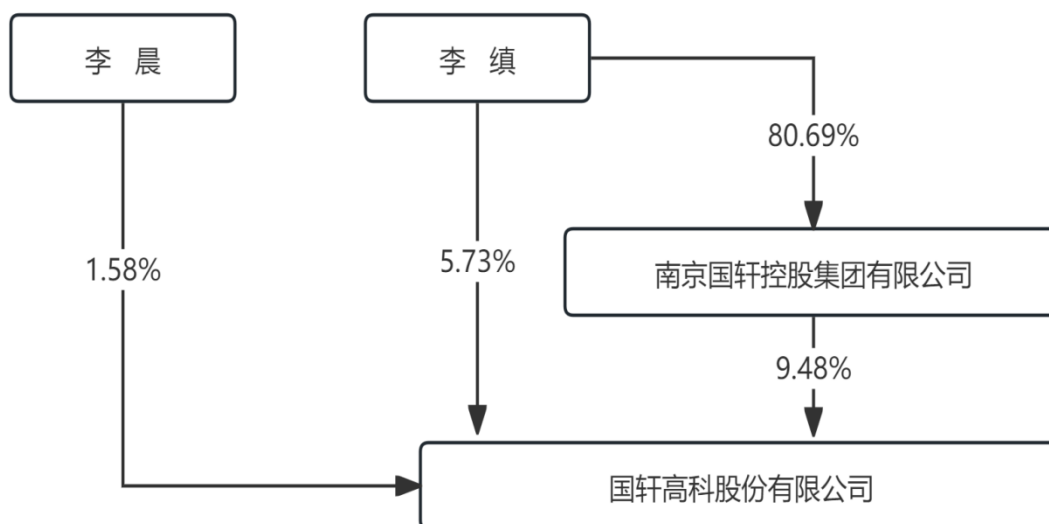 李 晨
李 缜
80.69%
1.58%
5.73%
南京国轩控股集团有限公司
9.48%
国轩高科股份有限公司